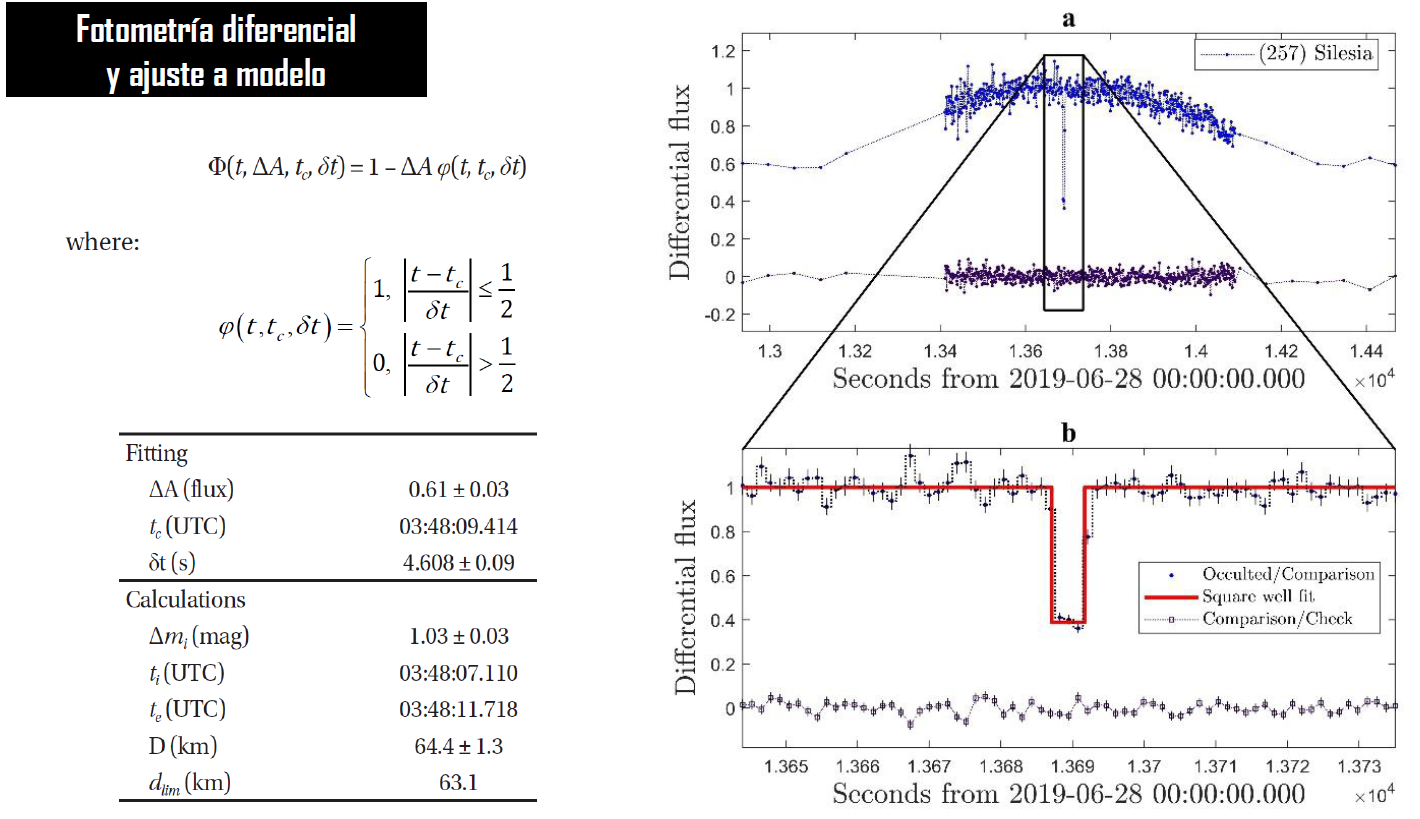 Fotometría diferencial
y ajuste a modelo
Φ(t, ΔA, t_c, δt) = 1 – ΔA φ(t, t_c, δt)
where:
φ(t,t_c,δt) = { 1, |(t−t_c)/δt| ≤ 1/2
0, |(t−t_c)/δt| > 1/2
Fitting
ΔA (flux) 0.61 ± 0.03
t_c (UTC) 03:48:09.414
δt (s) 4.608 ± 0.09
Calculations
Δm_i (mag) 1.03 ± 0.03
t_i (UTC) 03:48:07.110
t_e (UTC) 03:48:11.718
D (km) 64.4 ± 1.3
d_lim (km) 63.1
a
(257) Silesia
Differential flux
1.2
1
0.8
0.6
0.4
0.2
0
-0.2
1.3 1.32 1.34 1.36 1.38 1.4 1.42 1.44
Seconds from 2019-06-28 00:00:00.000 ×10^4
b
Differential flux
1
0.8
0.6
0.4
0.2
0
Occulted/Comparison
Square well fit
Comparison/Check
1.365 1.366 1.367 1.368 1.369 1.37 1.371 1.372 1.373
Seconds from 2019-06-28 00:00:00.000 ×10^4